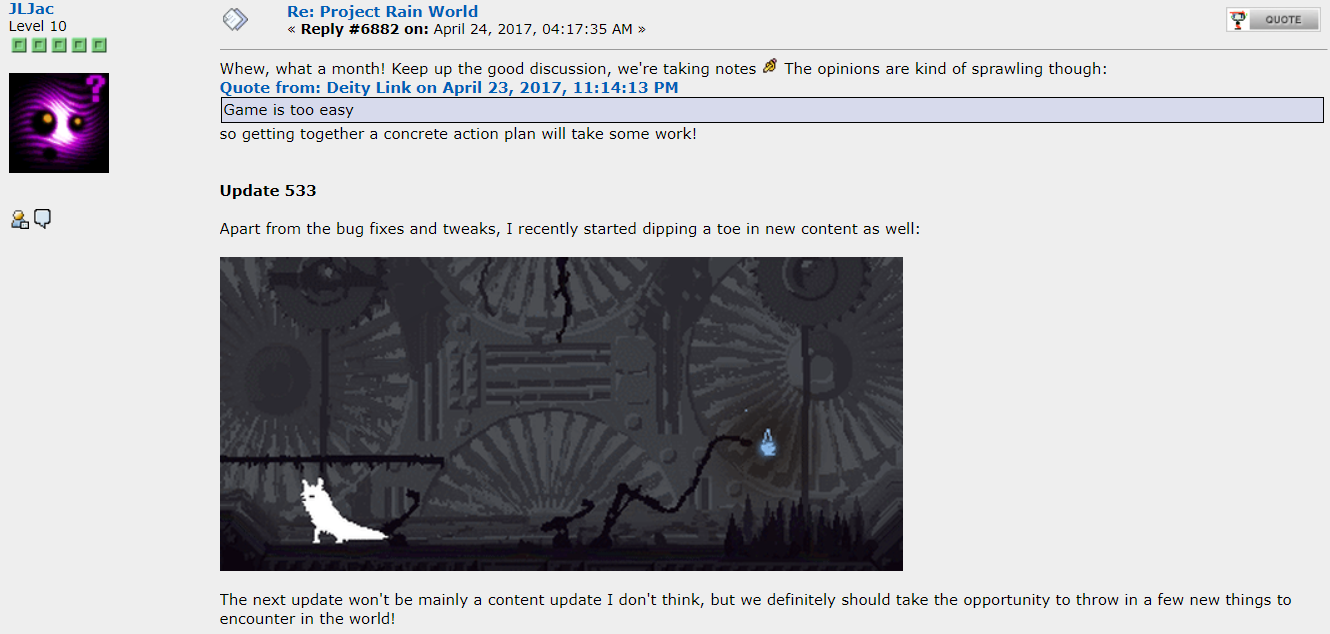 JLJac
Level 10
Re: Project Rain World
« Reply #6882 on: April 24, 2017, 04:17:35 AM »
QUOTE
Whew, what a month! Keep up the good discussion, we're taking notes The opinions are kind of sprawling though:
Quote from: Deity Link on April 23, 2017, 11:14:13 PM
Game is too easy
so getting together a concrete action plan will take some work!
Update 533
Apart from the bug fixes and tweaks, I recently started dipping a toe in new content as well:
The next update won't be mainly a content update I don't think, but we definitely should take the opportunity to throw in a few new things to
encounter in the world!